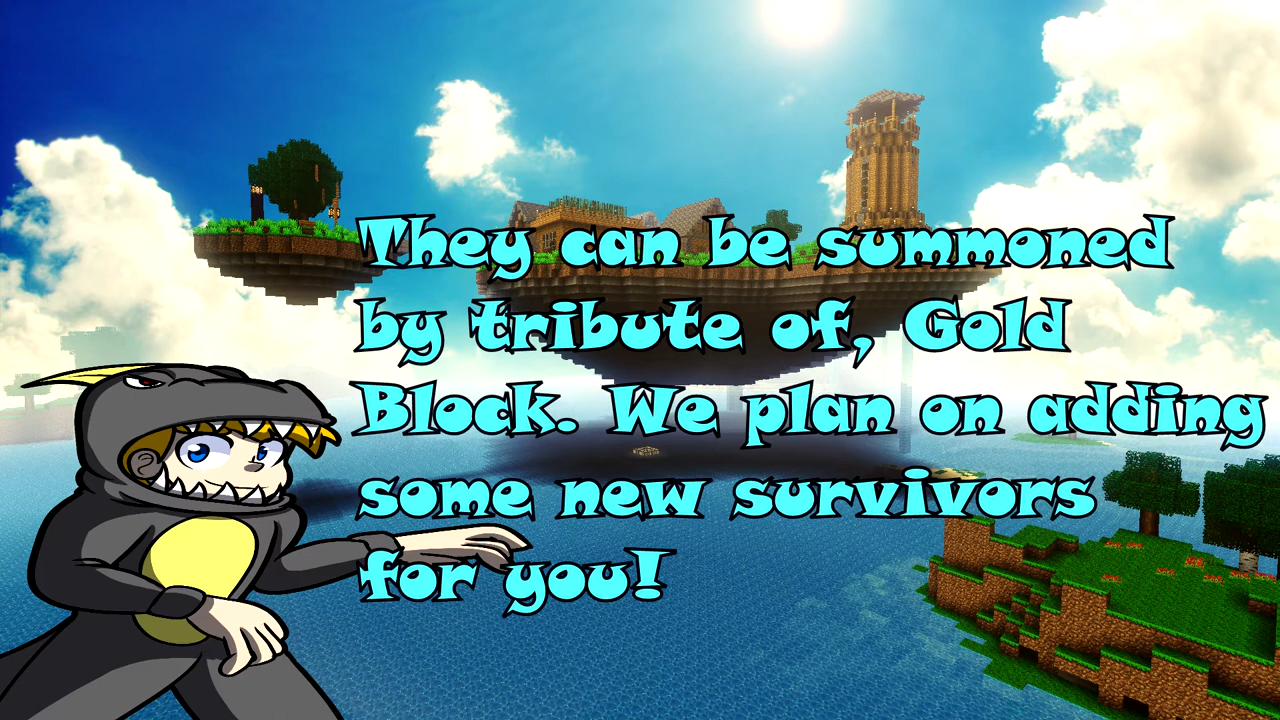 They can be summoned
by tribute of, Gold
Block. We plan on adding
some new survivors
for you!